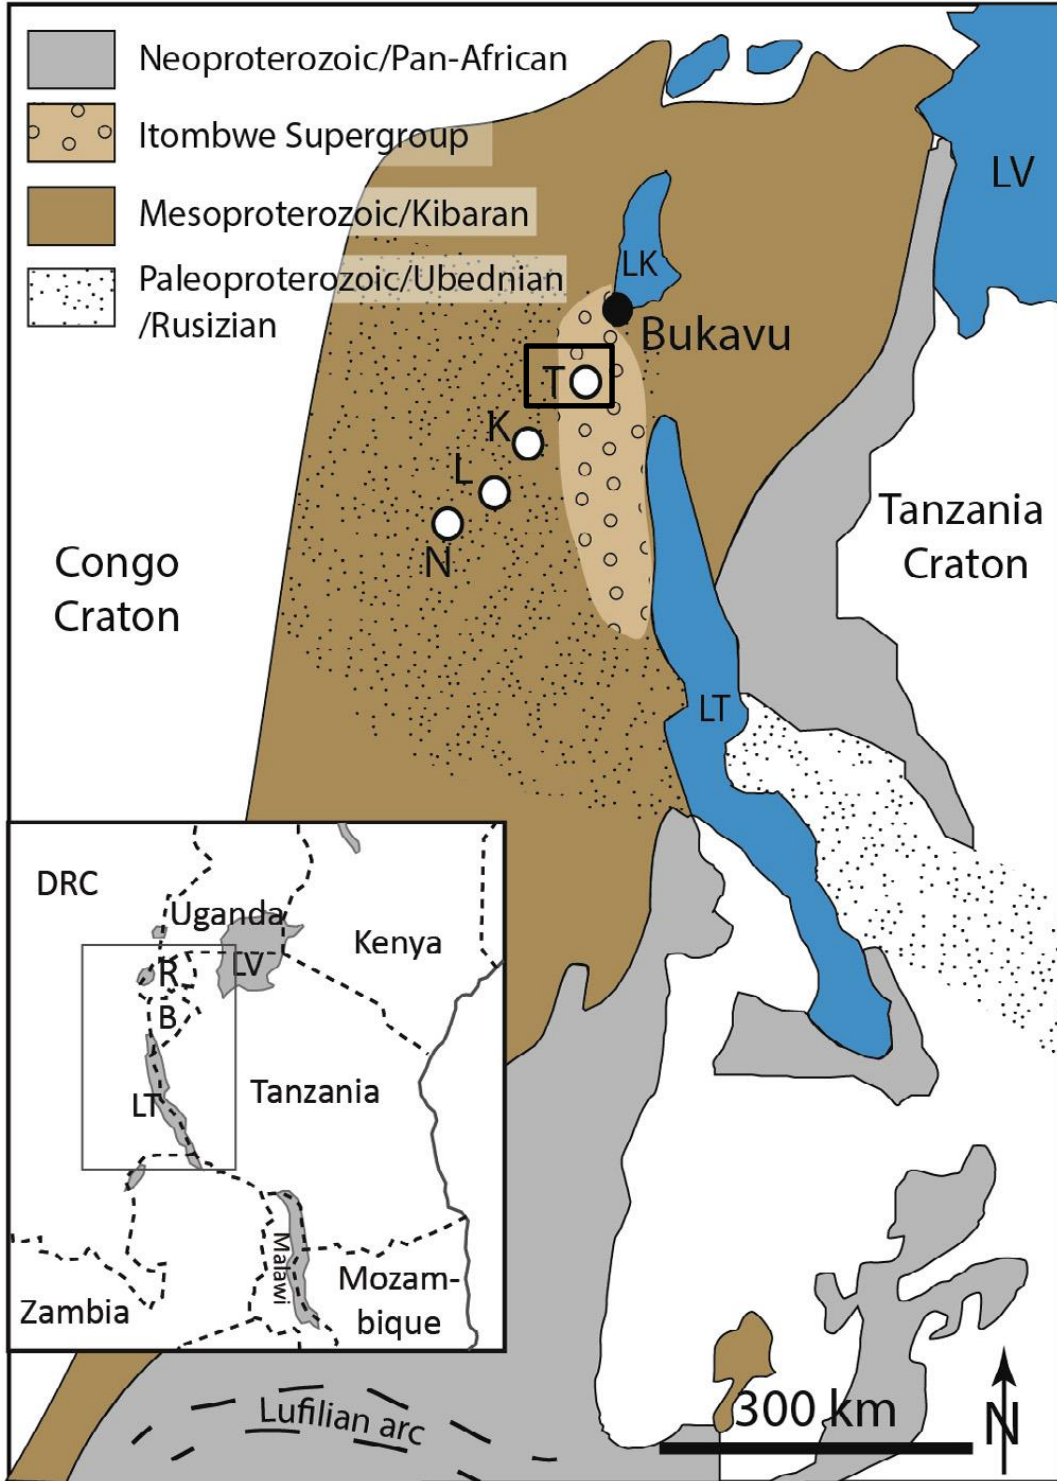 Neoproterozoic/Pan-African
Itombwe Supergroup
Mesoproterozoic/Kibaran
Paleoproterozoic/Ubednian
/Rusizian
LV
LK
Bukavu
T
K
L
N
Congo
Craton
Tanzania
Craton
LT
DRC
Uganda
Kenya
R
LV
B
LT
Tanzania
Malawi
Mozam-
bique
Zambia
Lufilian arc
300 km
N